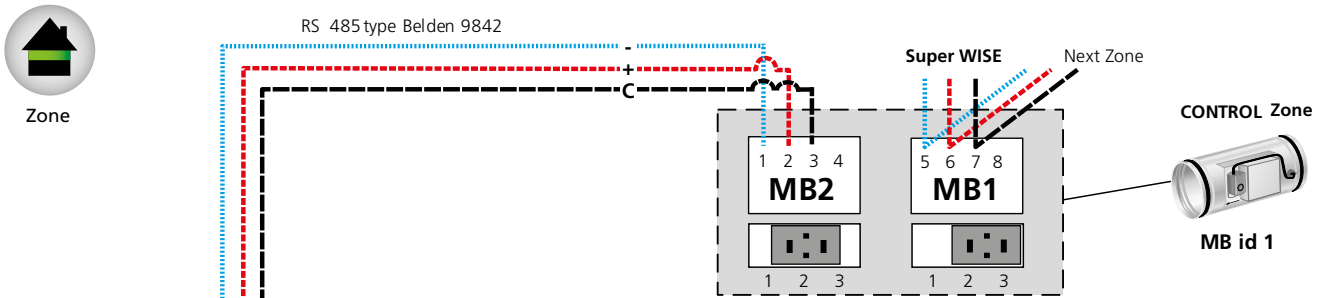 RS 485 type Belden 9842
-
+
C
Super WISE
Next Zone
Zone
CONTROL Zone
1 2 3 4
MB2
5 6 7 8
MB1
MB id 1
1 2 3
1 2 3